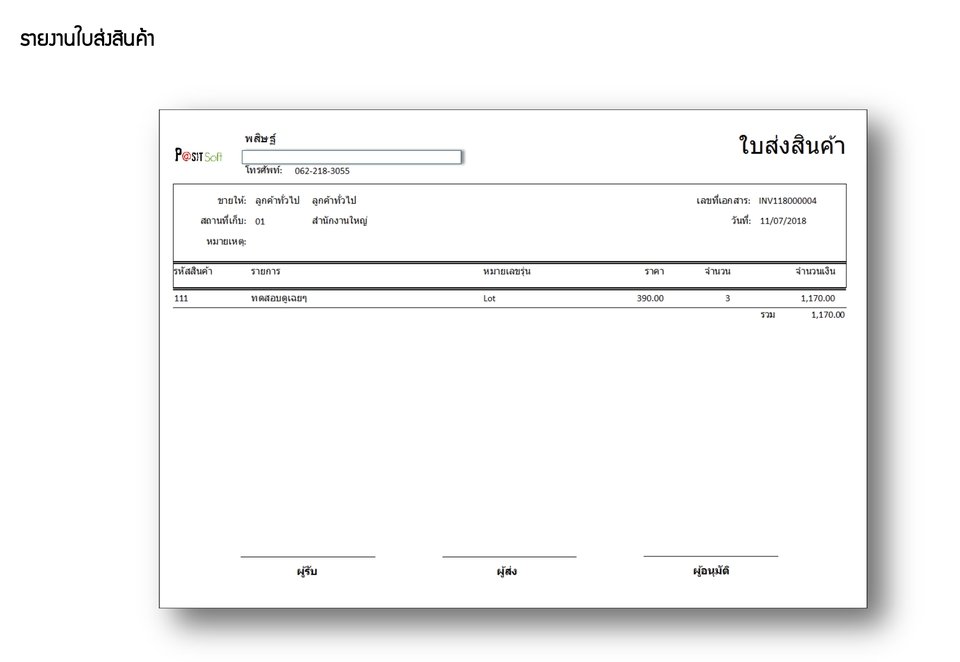 รายงานใบส่งสินค้า
พสิษฐ์
ใบส่งสินค้า
P@SIT Soft
โทรศัพท์: 062-218-3055
ขายให้: ลูกค้าทั่วไป ลูกค้าทั่วไป เลขที่เอกสาร: INV118000004
สถานที่เก็บ: 01 สำนักงานใหญ่ วันที่: 11/07/2018
หมายเหตุ:
รหัสสินค้า รายการ หมายเลขรุ่น ราคา จำนวน จำนวนเงิน
111 ทดสอบดูเฉยๆ Lot 390.00 3 1,170.00
รวม 1,170.00
ผู้รับ ผู้ส่ง ผู้อนุมัติ